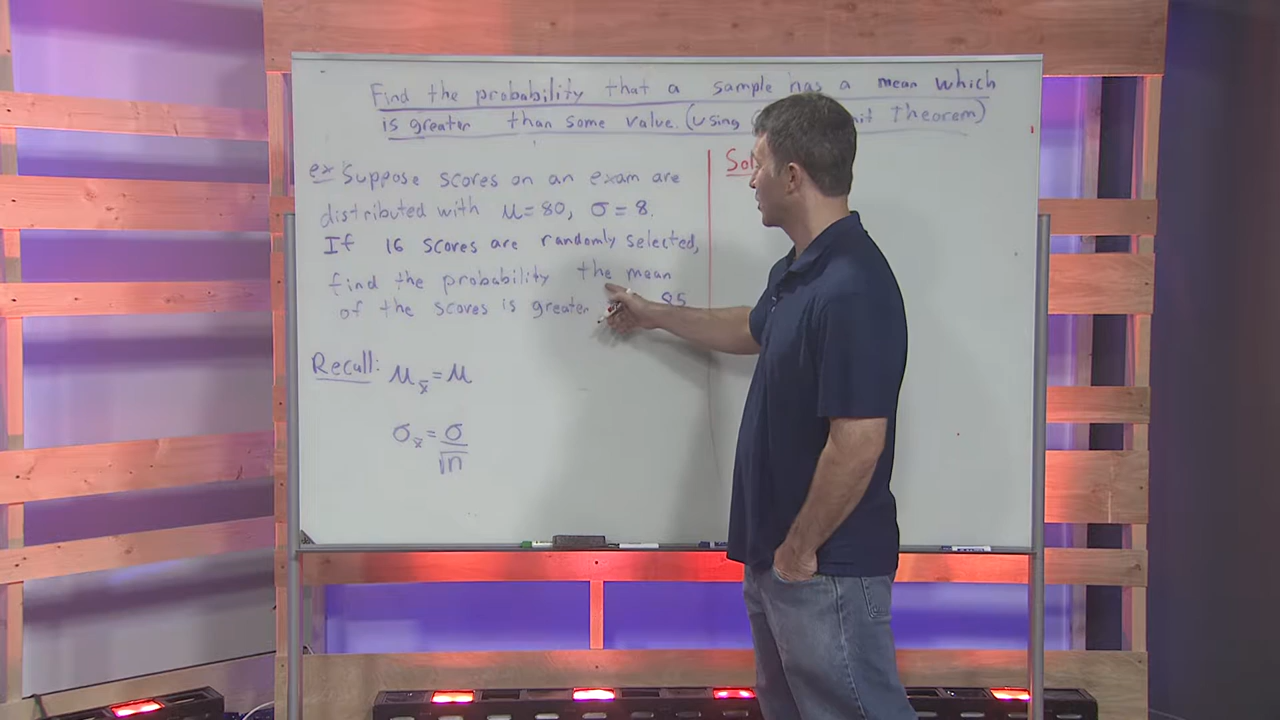 Find the probability that a sample has a mean which
is greater than some value. (using Theorem)
ex Suppose scores on an exam are
distributed with μ=80, σ=8.
If 16 scores are randomly selected,
find the probability the mean
of the scores is greater 85
Recall: μx̄=μ
σx̄=σ/√n